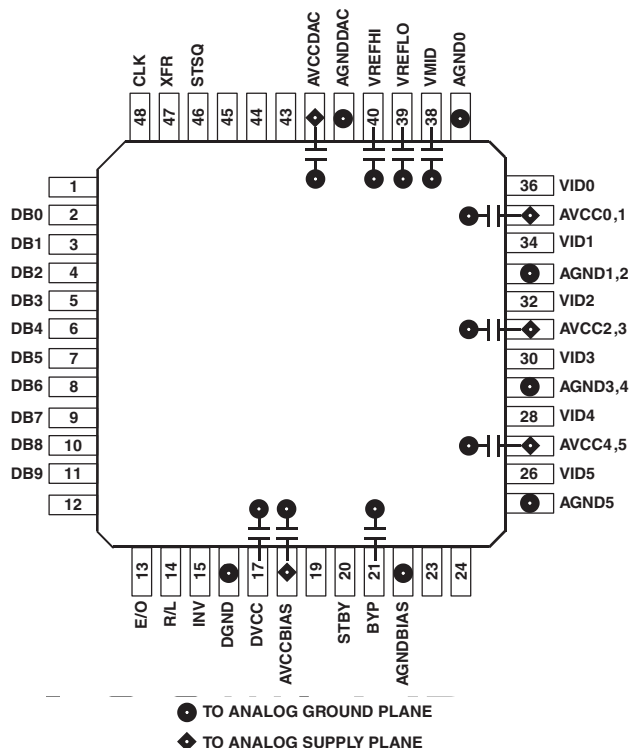 CLK
XFR
STSQ
AVCCDAC
AGNDDAC
VREFHI
VREFLO
VMID
AGND0
48
47
46
45
44
43
40
39
38
1
DB0 2
DB1 3
DB2 4
DB3 5
DB4 6
DB5 7
DB6 8
DB7 9
DB8 10
DB9 11
12
36 VID0
AVCC0,1
34 VID1
AGND1,2
32 VID2
AVCC2,3
30 VID3
AGND3,4
28 VID4
AVCC4,5
26 VID5
AGND5
13
14
15
17
19
20
21
23
24
E/O
R/L
INV
DGND
DVCC
AVCCBIAS
STBY
BYP
AGNDBIAS
TO ANALOG GROUND PLANE
TO ANALOG SUPPLY PLANE